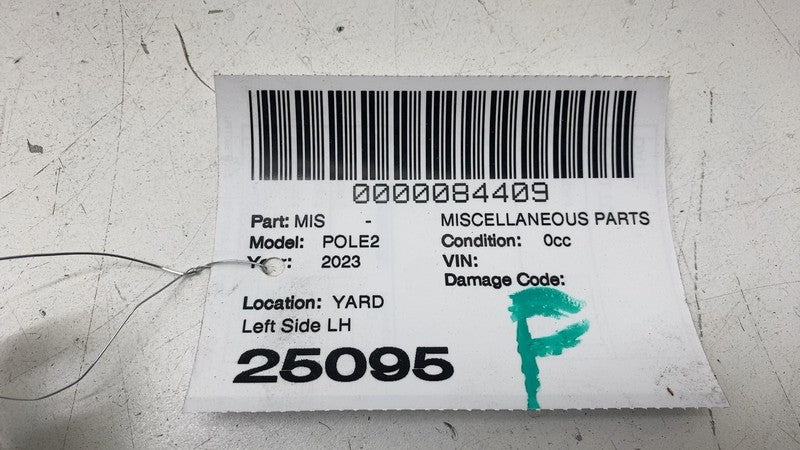 0000084409
Part: MIS - MISCELLANEOUS PARTS
Model: POLE2 Condition: 0cc
2023 VIN:
Damage Code:
Location: YARD
Left Side LH
25095 F